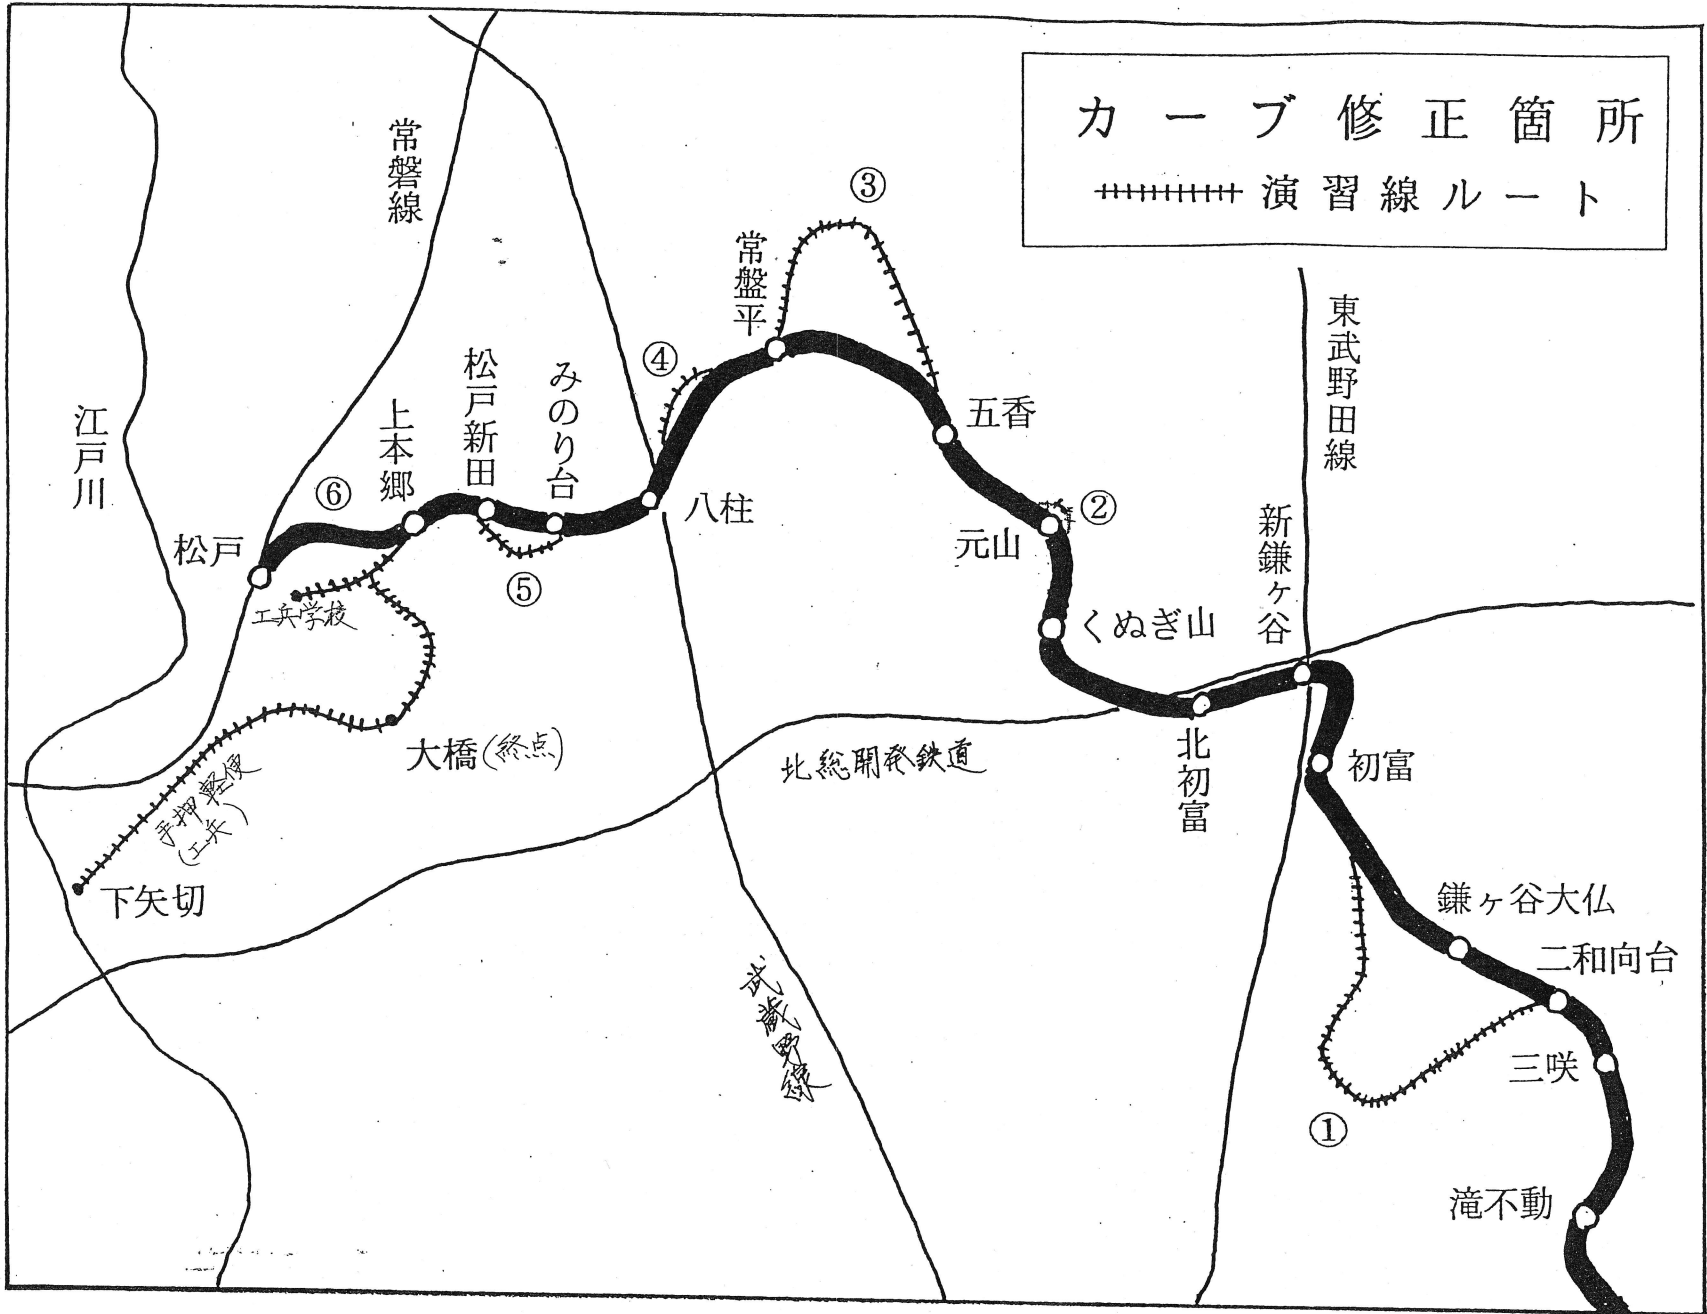 カーブ修正箇所
演習線ルート
常磐線
③
常盤平
東武野田線
江戸川
④
松戸新田
みのり台
上本郷
五香
⑥
八柱
②
松戸
元山
新鎌ヶ谷
⑤
工兵学校
くぬぎ山
大橋(終点)
北総開発鉄道
北初富
初富
手押軽便
(工兵)
下矢切
鎌ヶ谷大仏
二和向台
武蔵野線
三咲
①
滝不動